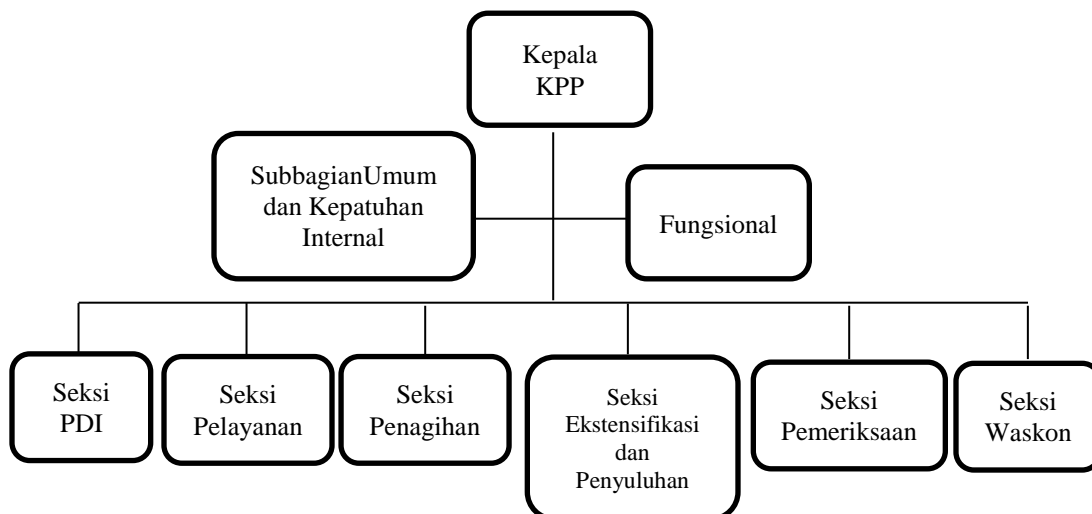 Kepala
KPP
SubbagianUmum
dan Kepatuhan
Internal
Fungsional
Seksi
PDI
Seksi
Pelayanan
Seksi
Penagihan
Seksi
Ekstensifikasi
dan
Penyuluhan
Seksi
Pemeriksaan
Seksi
Waskon